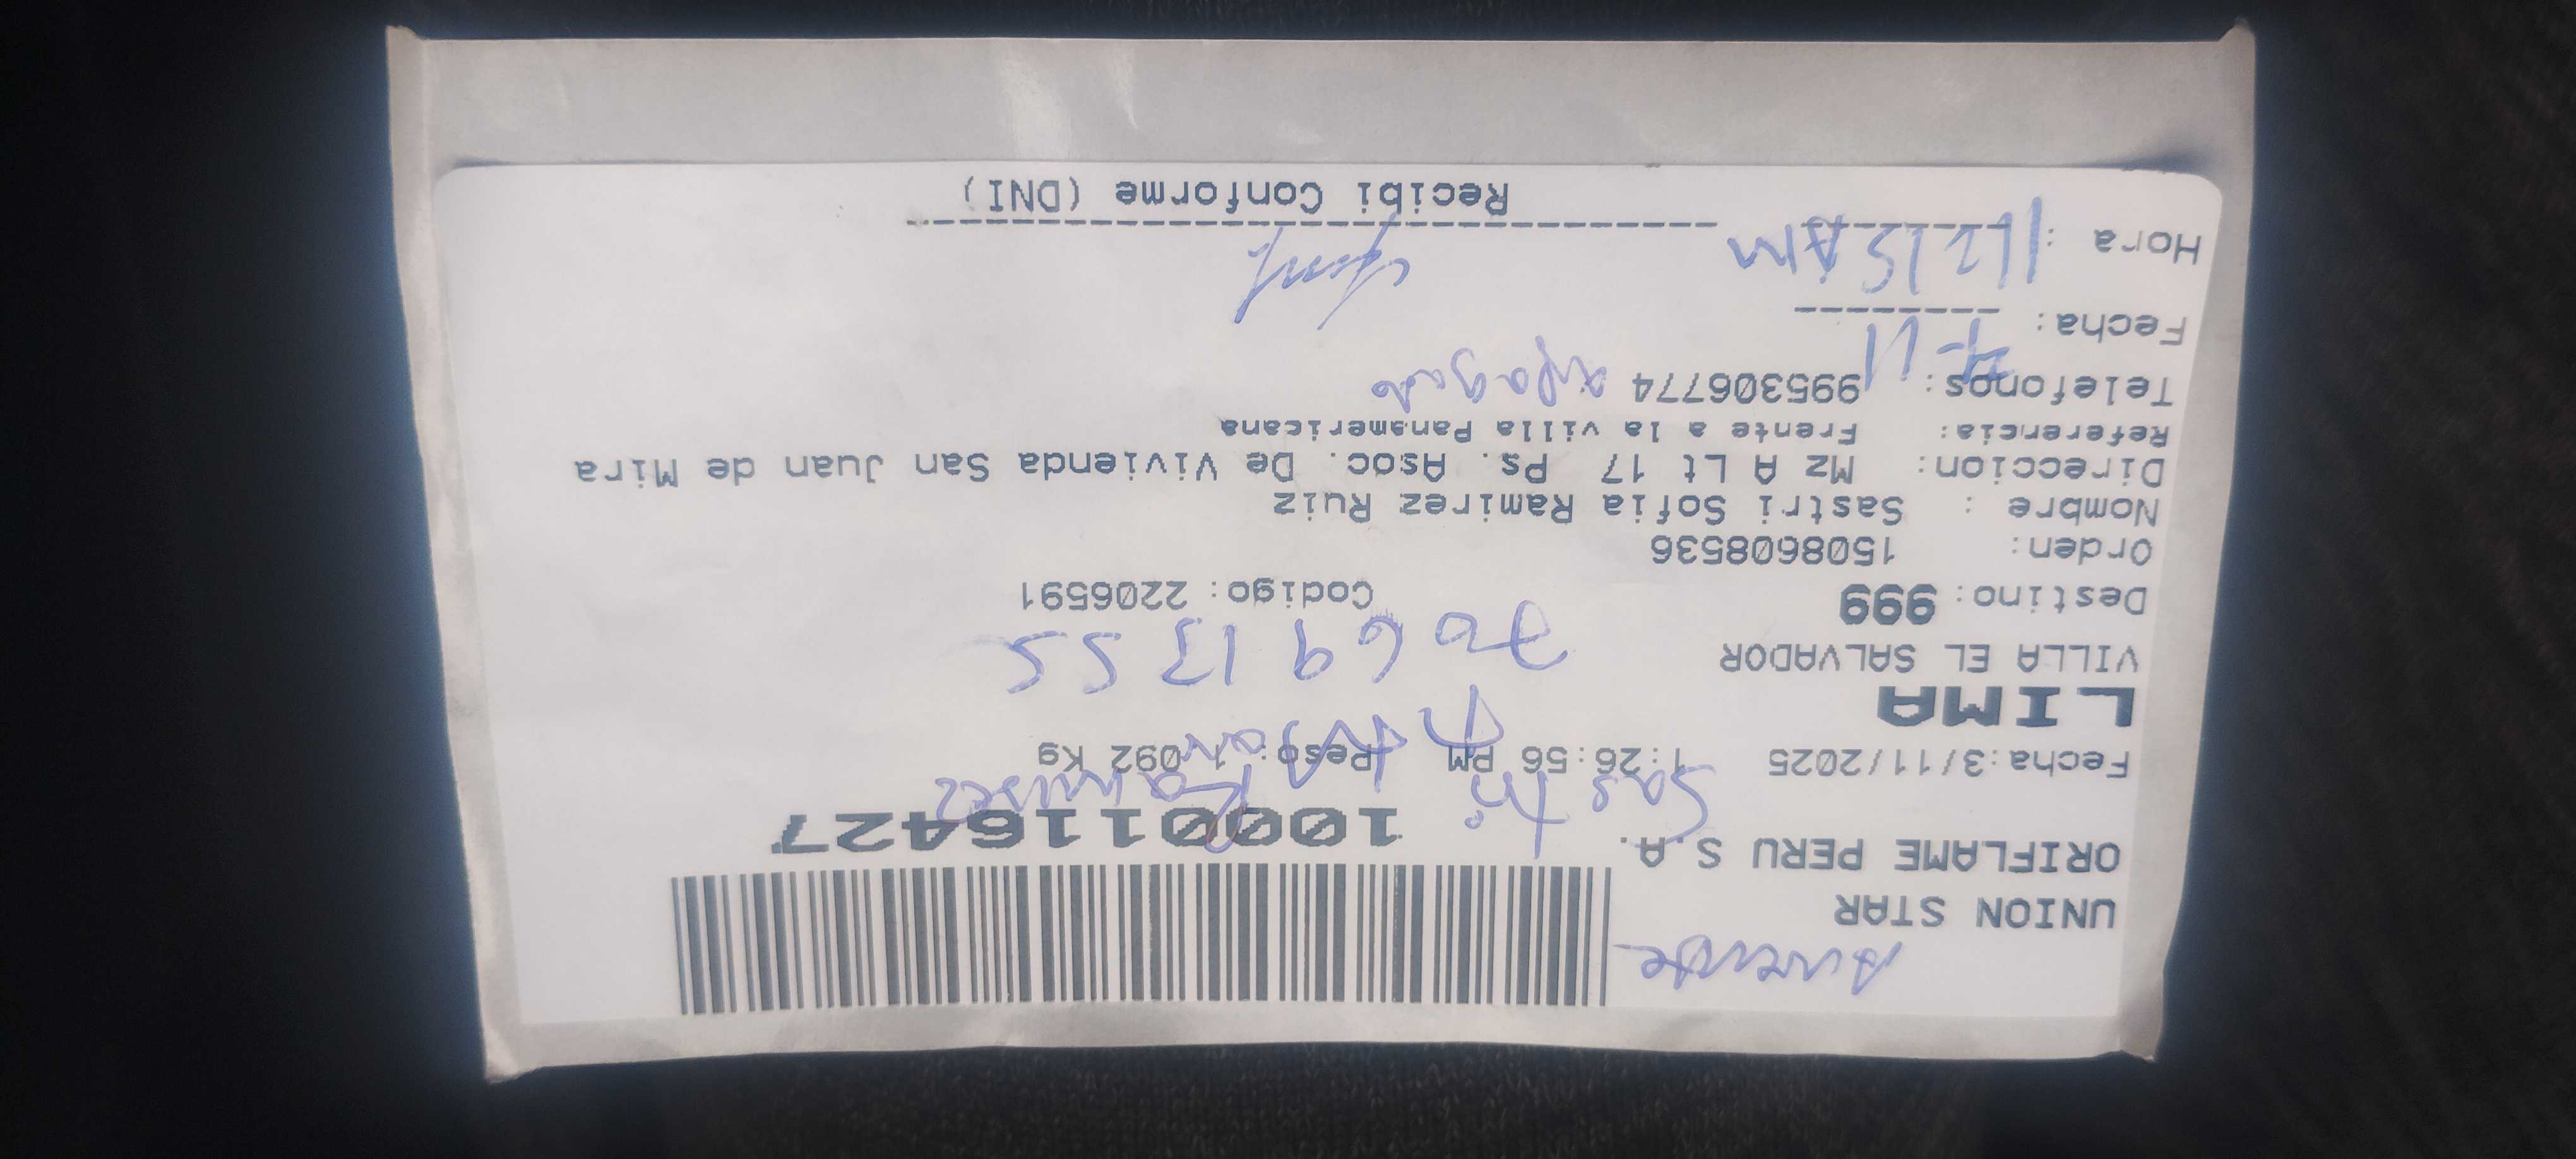 UNION STAR
ORIFLAME PERU S.A.
1000116427
Sastri Ramirez
Fecha:3/11/2025 1:26:56 PM Peso: 1.092 Kg
LIMA
VILLA EL SALVADOR
70691355
Destino: 999 Codigo: 2206591
Orden: 1508608536
Nombre : Sastri Sofia Ramirez Ruiz
Direccion: Mz A Lt 17 Ps. Asoc. De Vivienda San Juan de Mira
Referencia: Frente a la villa Panamericana
Telefonos: 995306774 apagado
Fecha: 7-11
Hora : 11 25 AM
Recibi Conforme (DNI)